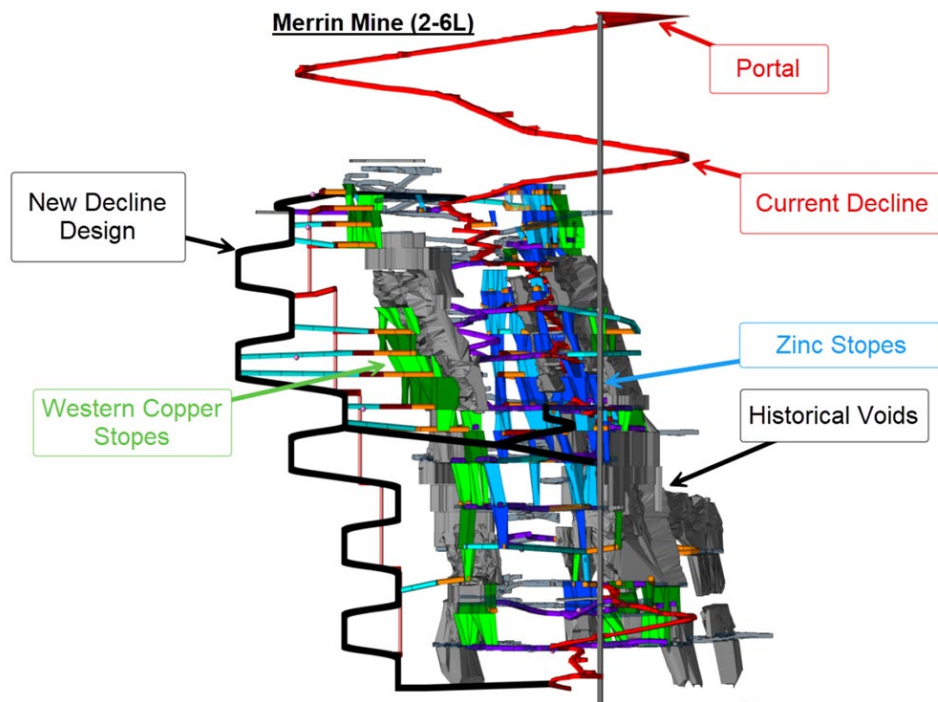 Merrin Mine (2-6L)
Portal
New Decline
Design
Current Decline
Zinc Stopes
Western Copper
Stopes
Historical Voids